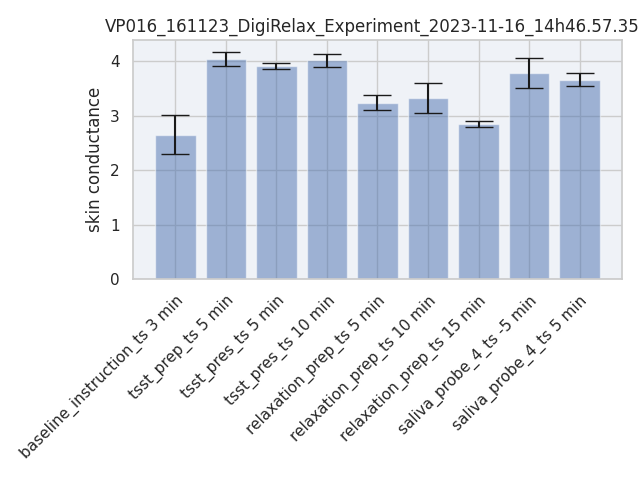 VP016_161123_DigiRelax_Experiment_2023-11-16_14h46.57.35
skin conductance
4
3
2
1
0
baseline_instruction_ts 3 min
tsst_prep_ts 5 min
tsst_pres_ts 5 min
tsst_pres_ts 10 min
relaxation_prep_ts 5 min
relaxation_prep_ts 10 min
relaxation_prep_ts 15 min
saliva_probe_4_ts -5 min
saliva_probe_4_ts 5 min